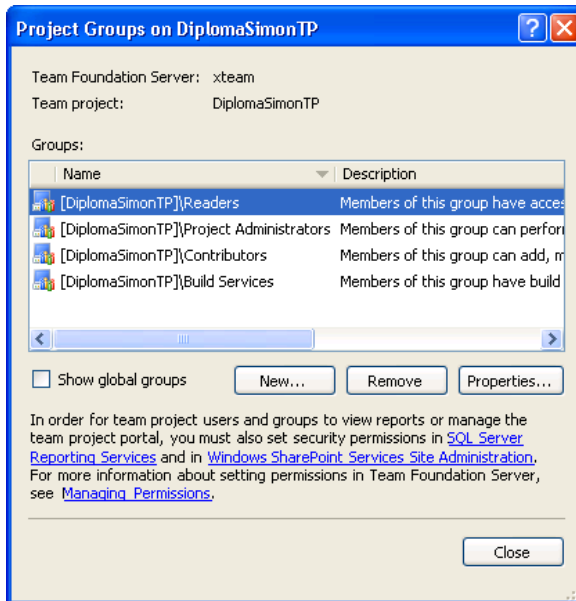 Project Groups on DiplomaSimonTP
Team Foundation Server: xteam
Team project: DiplomaSimonTP
Groups:
Name Description
[DiplomaSimonTP]\Readers Members of this group have acces
[DiplomaSimonTP]\Project Administrators Members of this group can perforr
[DiplomaSimonTP]\Contributors Members of this group can add, m
[DiplomaSimonTP]\Build Services Members of this group have build
Show global groups New... Remove Properties...
In order for team project users and groups to view reports or manage the
team project portal, you must also set security permissions in SQL Server
Reporting Services and in Windows SharePoint Services Site Administration.
For more information about setting permissions in Team Foundation Server,
see Managing Permissions.
Close